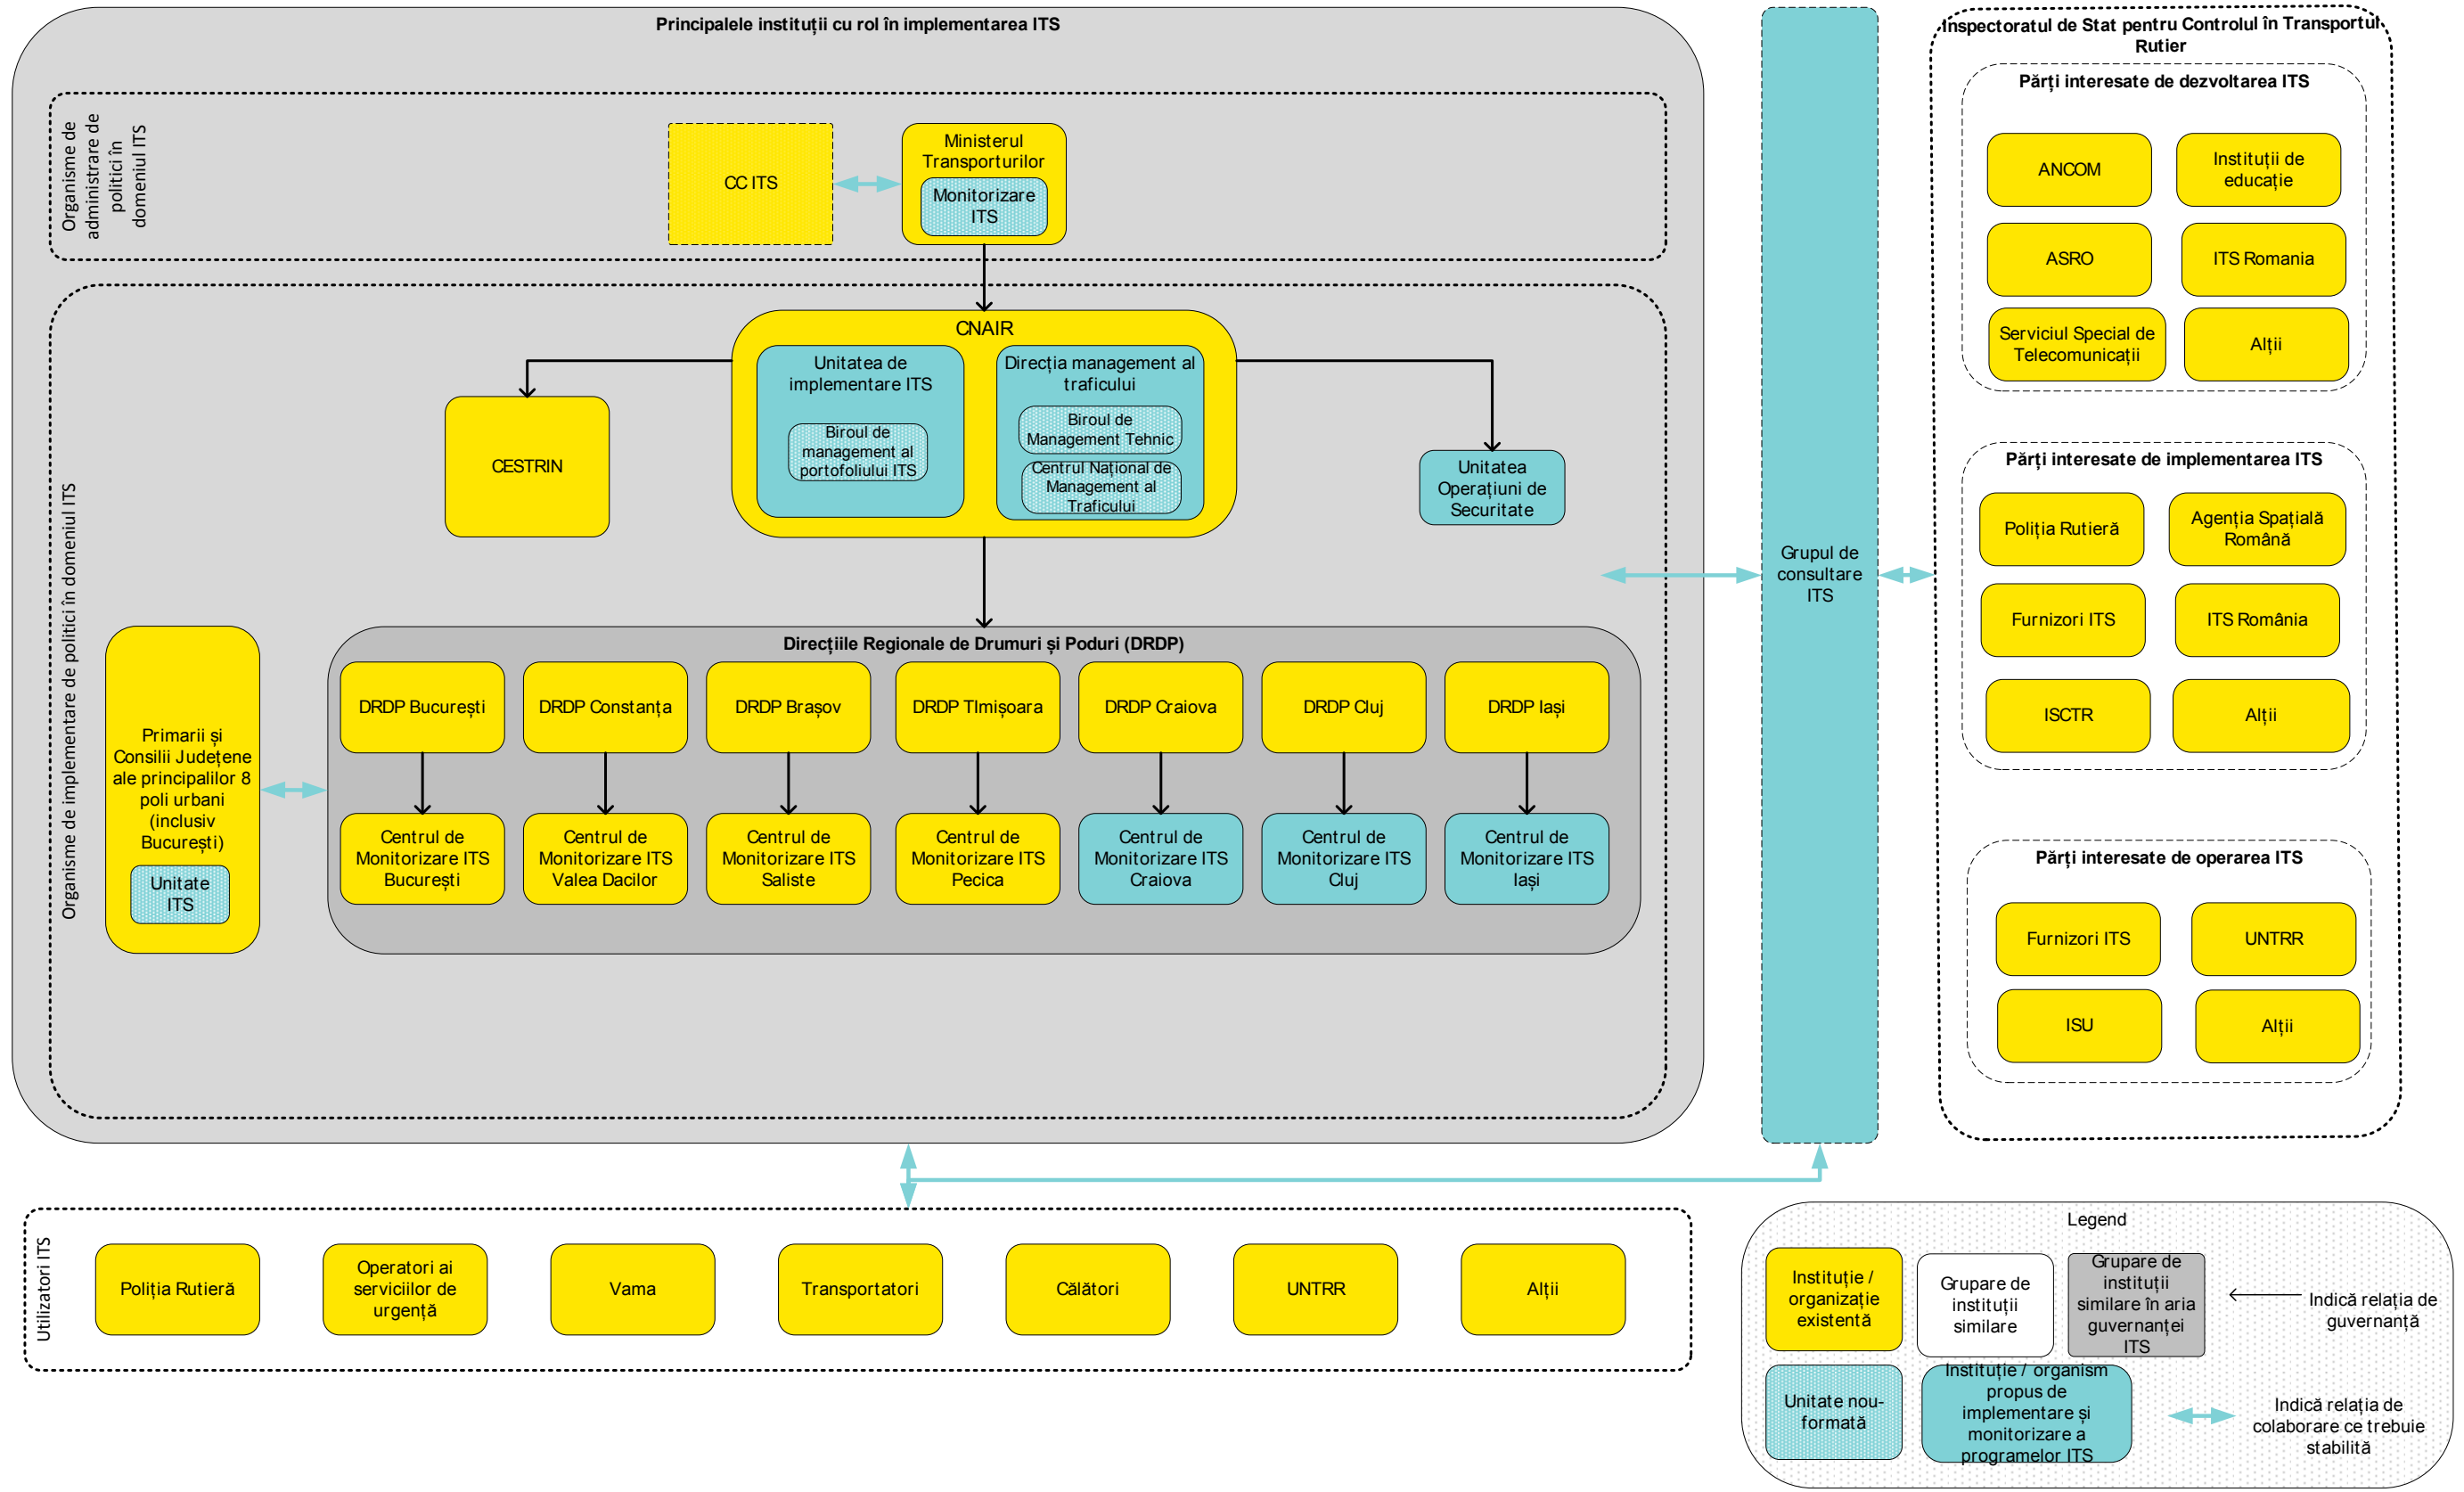 Principalele instituții cu rol în implementarea ITS
Organisme de
administrare de
politici în
domeniul ITS
CC ITS
Ministerul
Transporturilor
Monitorizare
ITS
Organisme de implementare de politici în domeniul ITS
CNAIR
Unitatea de
implementare ITS
Biroul de
management al
portofoliului ITS
Direcția management al
traficului
Biroul de
Management Tehnic
Centrul Național de
Management al
Traficului
CESTRIN
Unitatea
Operațiuni de
Securitate
Primarii și
Consilii Județene
ale principalilor 8
poli urbani
(inclusiv
București)
Unitate
ITS
Direcțiile Regionale de Drumuri și Poduri (DRDP)
DRDP București
DRDP Constanța
DRDP Brașov
DRDP TImișoara
DRDP Craiova
DRDP Cluj
DRDP Iași
Centrul de
Monitorizare ITS
București
Centrul de
Monitorizare ITS
Valea Dacilor
Centrul de
Monitorizare ITS
Saliste
Centrul de
Monitorizare ITS
Pecica
Centrul de
Monitorizare ITS
Craiova
Centrul de
Monitorizare ITS
Cluj
Centrul de
Monitorizare ITS
Iași
Grupul de
consultare
ITS
Inspectoratul de Stat pentru Controlul în Transportul
Rutier
Părți interesate de dezvoltarea ITS
ANCOM
Instituții de
educație
ASRO
ITS Romania
Serviciul Special de
Telecomunicații
Alții
Părți interesate de implementarea ITS
Poliția Rutieră
Agenția Spațială
Română
Furnizori ITS
ITS România
ISCTR
Alții
Părți interesate de operarea ITS
Furnizori ITS
UNTRR
ISU
Alții
Utilizatori ITS
Poliția Rutieră
Operatori ai
serviciilor de
urgență
Vama
Transportatori
Călători
UNTRR
Alții
Legend
Instituție /
organizație
existentă
Grupare de
instituții
similare
Grupare de
instituții
similare în aria
guvernanței
ITS
Indică relația de
guvernanță
Unitate nou-
formată
Instituție / organism
propus de
implementare și
monitorizare a
programelor ITS
Indică relația de
colaborare ce trebuie
stabilită